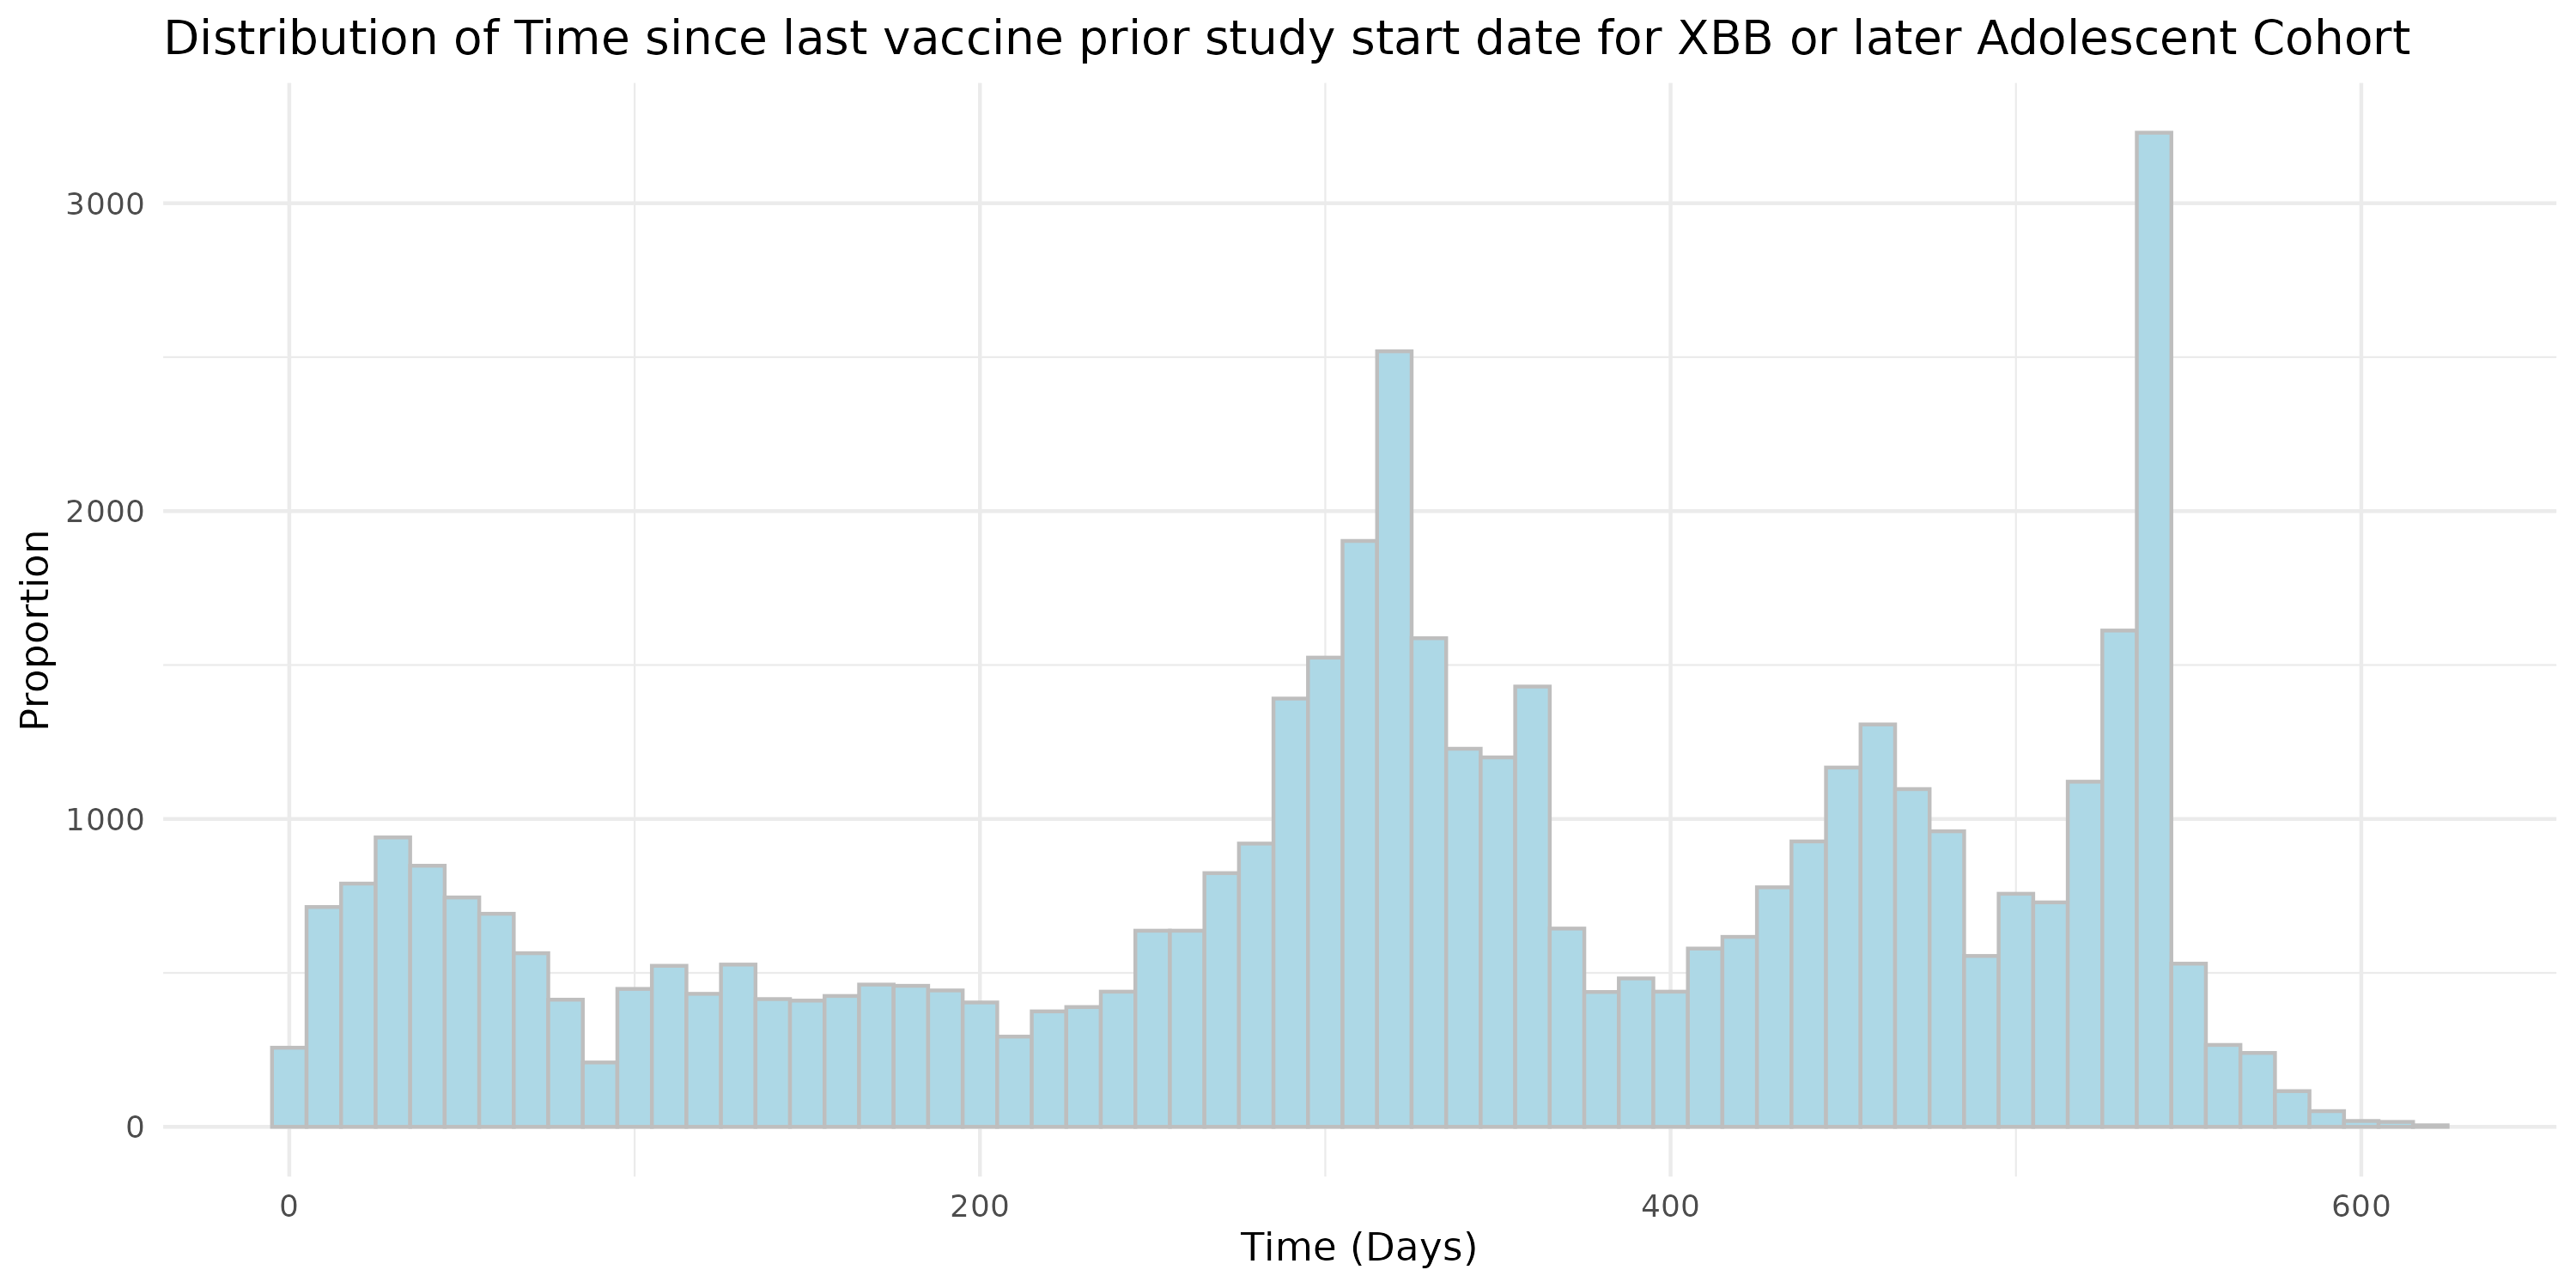 Distribution of Time since last vaccine prior study start date for XBB or later Adolescent Cohort
Proportion
3000
2000
1000
0
0 200 400 600
Time (Days)